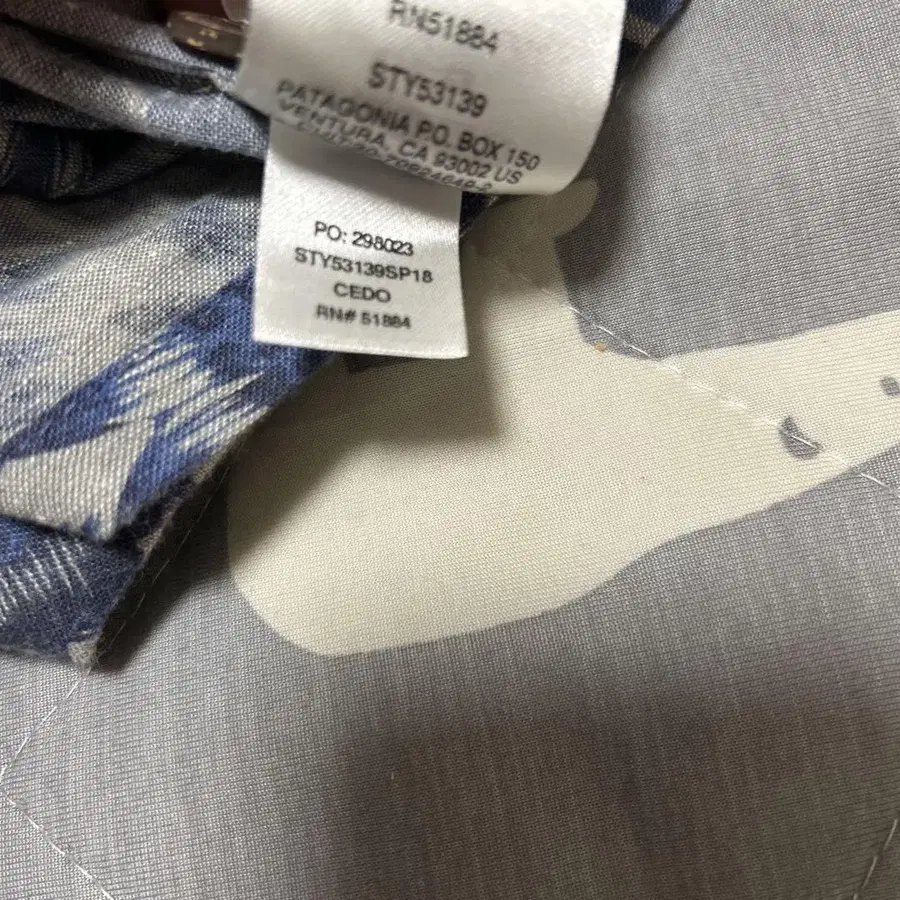 RN51884
STY53139
PATAGONIA P.O. BOX 150
VENTURA, CA 93002 US
PO: 298023
STY53139SP18
CEDO
RN# 51884